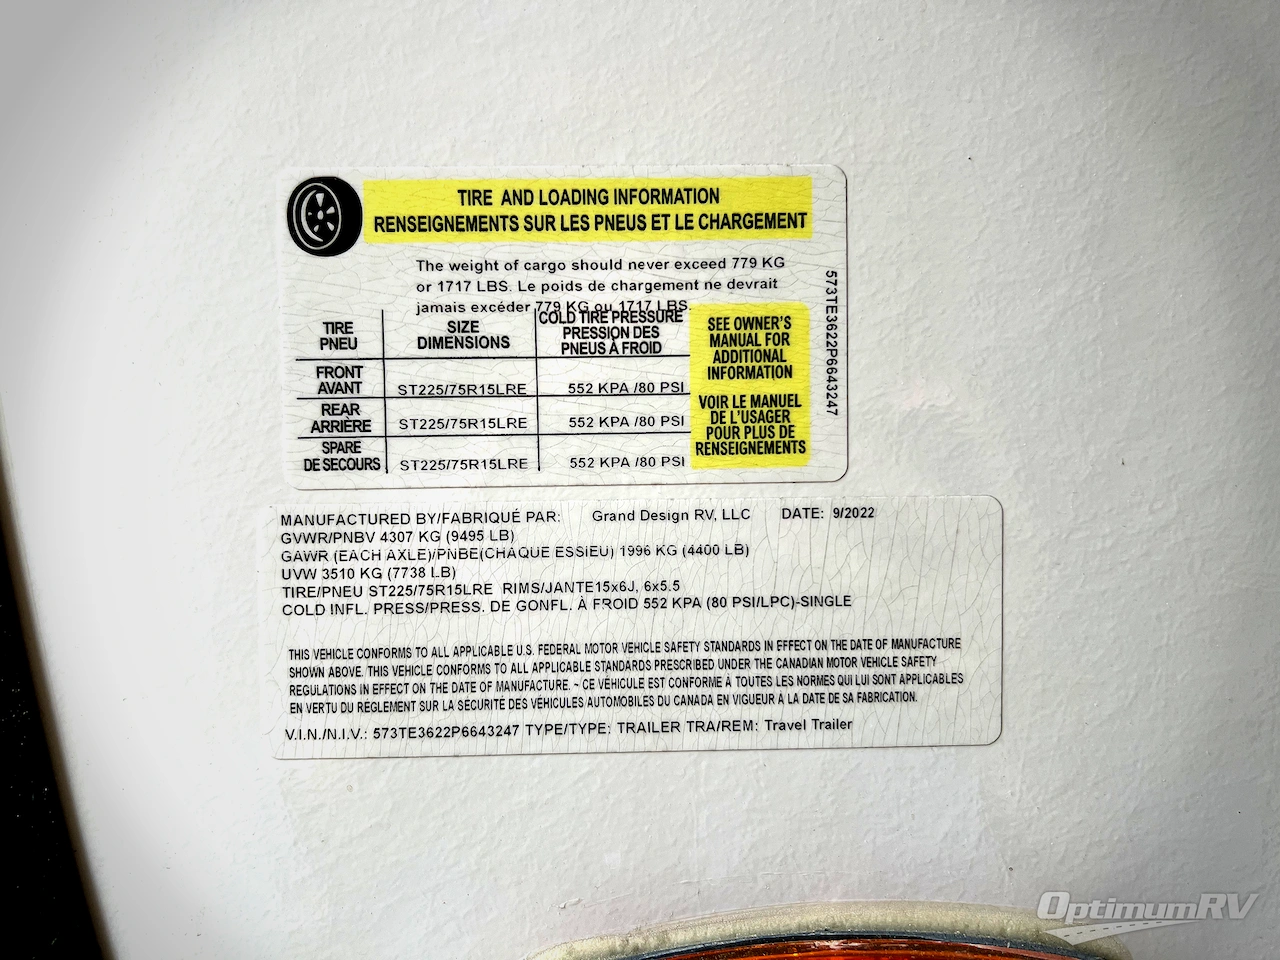 TIRE AND LOADING INFORMATION
RENSEIGNEMENTS SUR LES PNEUS ET LE CHARGEMENT
The weight of cargo should never exceed 779 KG
or 1717 LBS. Le poids de chargement ne devrait
jamais excéder 779 KG ou 1717 LBS.
TIRE
PNEU
SIZE
DIMENSIONS
COLD TIRE PRESSURE
PRESSION DES
PNEUS À FROID
FRONT
AVANT
ST225/75R15LRE
552 KPA /80 PSI
REAR
ARRIÈRE
ST225/75R15LRE
552 KPA /80 PSI
SPARE
DE SECOURS
ST225/75R15LRE
552 KPA /80 PSI
SEE OWNER'S
MANUAL FOR
ADDITIONAL
INFORMATION
VOIR LE MANUEL
DE L'USAGER
POUR PLUS DE
RENSEIGNEMENTS
573TE3622P6643247
MANUFACTURED BY/FABRIQUÉ PAR: Grand Design RV, LLC DATE: 9/2022
GVWR/PNBV 4307 KG (9495 LB)
GAWR (EACH AXLE)/PNBE(CHAQUE ESSIEU) 1996 KG (4400 LB)
UVW 3510 KG (7738 LB)
TIRE/PNEU ST225/75R15LRE RIMS/JANTE15x6J, 6x5.5
COLD INFL. PRESS/PRESS. DE GONFL. À FROID 552 KPA (80 PSI/LPC)-SINGLE
THIS VEHICLE CONFORMS TO ALL APPLICABLE U.S. FEDERAL MOTOR VEHICLE SAFETY STANDARDS IN EFFECT ON THE DATE OF MANUFACTURE
SHOWN ABOVE. THIS VEHICLE CONFORMS TO ALL APPLICABLE STANDARDS PRESCRIBED UNDER THE CANADIAN MOTOR VEHICLE SAFETY
REGULATIONS IN EFFECT ON THE DATE OF MANUFACTURE. ~ CE VÉHICULE EST CONFORME À TOUTES LES NORMES QUI LUI SONT APPLICABLES
EN VERTU DU RÈGLEMENT SUR LA SÉCURITÉ DES VÉHICULES AUTOMOBILES DU CANADA EN VIGUEUR À LA DATE DE SA FABRICATION.
V.I.N./N.I.V.: 573TE3622P6643247 TYPE/TYPE: TRAILER TRA/REM: Travel Trailer
OptimumRV